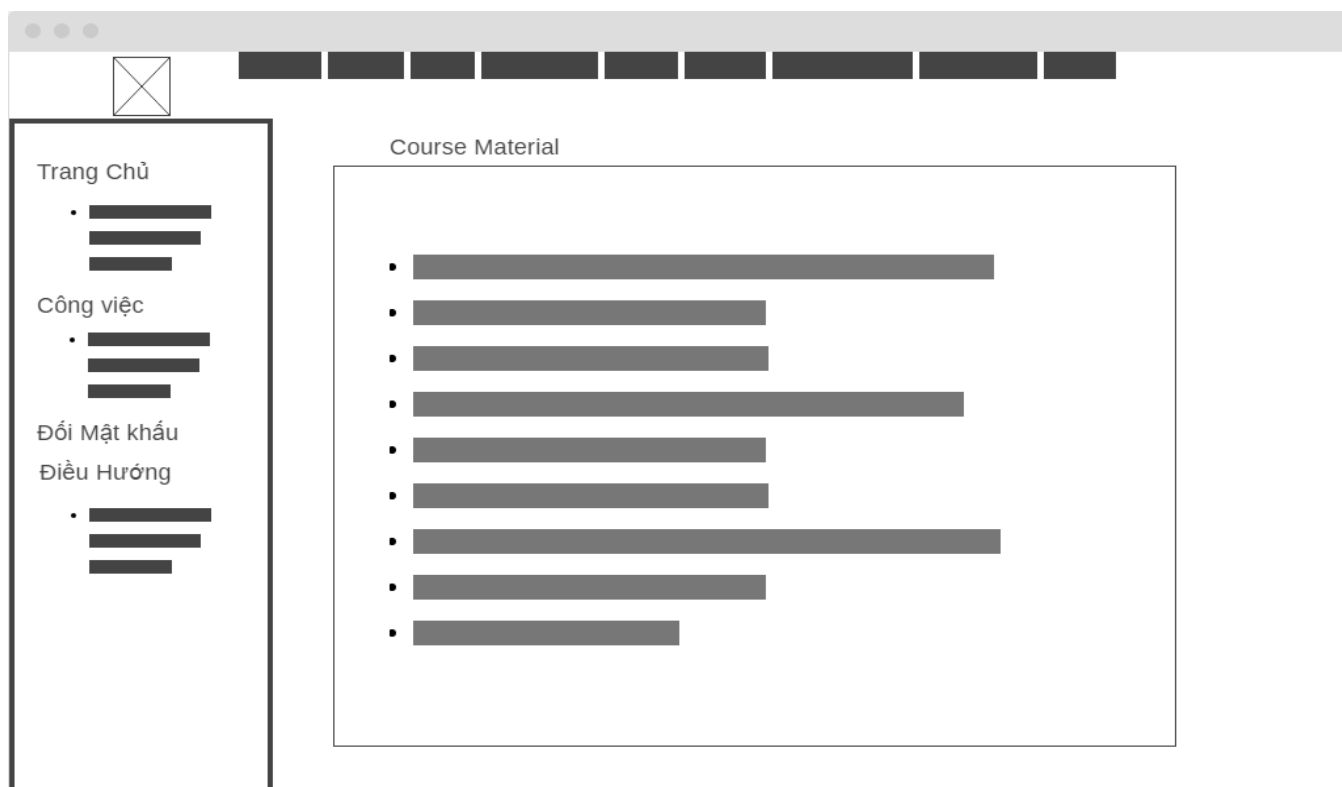 Course Material
Trang Chủ
Công việc
Đổi Mật khẩu
Điều Hướng